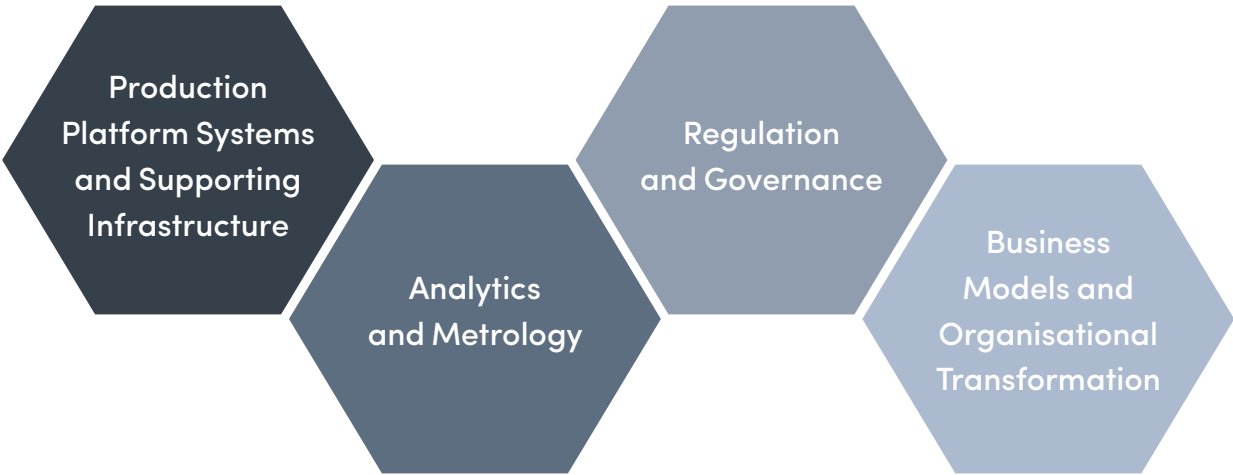 Production
Platform Systems
and Supporting
Infrastructure
Analytics
and Metrology
Regulation
and Governance
Business
Models and
Organisational
Transformation